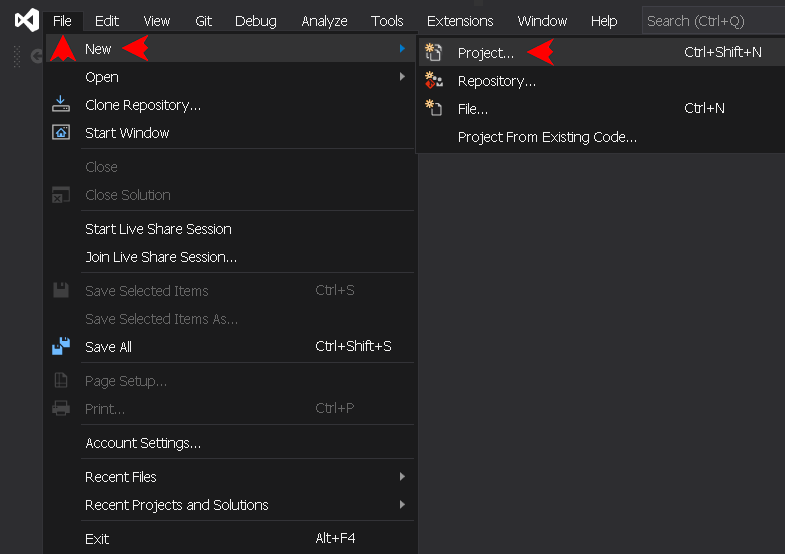 File Edit View Git Debug Analyze Tools Extensions Window Help Search (Ctrl+Q)
New
Open
Clone Repository...
Start Window
Close
Close Solution
Start Live Share Session
Join Live Share Session...
Save Selected Items Ctrl+S
Save Selected Items As...
Save All Ctrl+Shift+S
Page Setup...
Print... Ctrl+P
Account Settings...
Recent Files
Recent Projects and Solutions
Exit Alt+F4
Project... Ctrl+Shift+N
Repository...
File... Ctrl+N
Project From Existing Code...